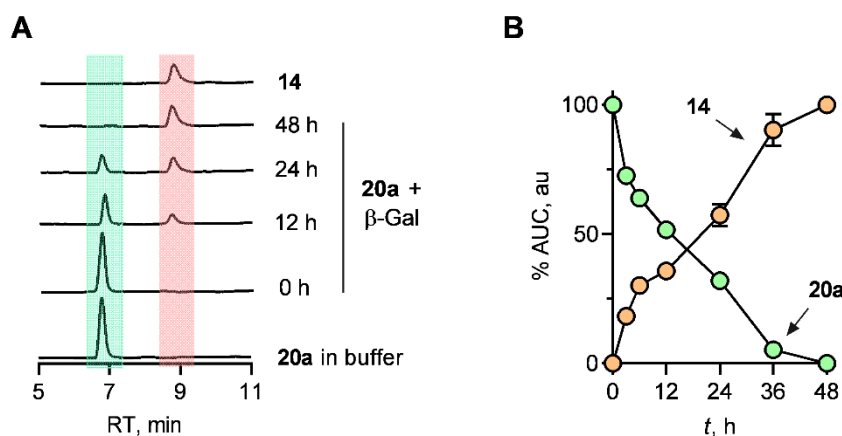 A
14
48 h
24 h
12 h
0 h
20a + 
β-Gal
20a in buffer
5 7 9 11
RT, min
B
100
50
0
% AUC, au
14
20a
0 12 24 36 48
t, h